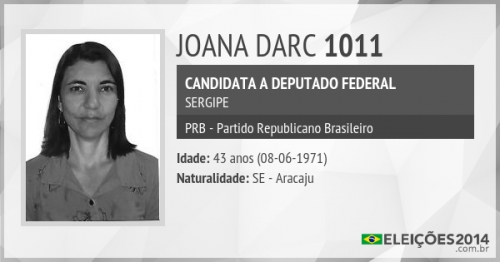 JOANA DARC 1011
CANDIDATA A DEPUTADO FEDERAL
SERGIPE
PRB - Partido Republicano Brasileiro
Idade: 43 anos (08-06-1971)
Naturalidade: SE - Aracaju
ELEIÇÕES2014
.com.br